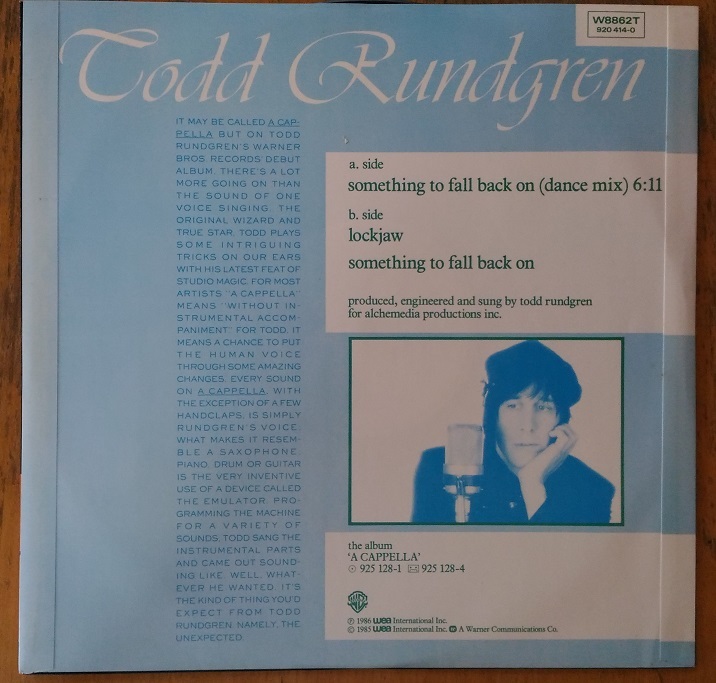 W8862T
920 414-0
Todd Rundgren
IT MAY BE CALLED A CAP-
PELLA BUT ON TODD
RUNDGREN'S WARNER
BROS RECORDS DEBUT
ALBUM, THERE'S A LOT
MORE GOING ON THAN
THE SOUND OF ONE
VOICE SINGING. THE
ORIGINAL WIZARD AND
TRUE STAR, TODD PLAYS
SOME INTRIGUING
TRICKS ON OUR EARS
WITH HIS LATEST FEAT OF
STUDIO MAGIC. FOR MOST
ARTISTS "A CAPPELLA"
MEANS "WITHOUT IN-
STRUMENTAL ACCOM-
PANIMENT" FOR TODD, IT
MEANS A CHANCE TO PUT
THE HUMAN VOICE
THROUGH SOME AMAZING
CHANGES. EVERY SOUND
ON A CAPPELLA, WITH
THE EXCEPTION OF A FEW
HANDCLAPS, IS SIMPLY
RUNDGREN'S VOICE.
WHAT MAKES IT RESEM-
BLE A SAXOPHONE,
PIANO, DRUM OR GUITAR
IS THE VERY INVENTIVE
USE OF A DEVICE CALLED
THE EMULATOR. PRO-
GRAMMING THE MACHINE
FOR A VARIETY OF
SOUNDS, TODD SANG THE
INSTRUMENTAL PARTS
AND CAME OUT SOUND-
ING LIKE, WELL, WHAT-
EVER HE WANTED. IT'S
THE KIND OF THING YOU'D
EXPECT FROM TODD
RUNDGREN, NAMELY, THE
UNEXPECTED.
a. side
something to fall back on (dance mix) 6:11
b. side
lockjaw
something to fall back on
produced, engineered and sung by todd rundgren
for alchemedia productions inc.
the album
'A CAPPELLA'
925 128-1 925 128-4
WB
℗ 1986 wea International Inc.
© 1985 wea International Inc. A Warner Communications Co.